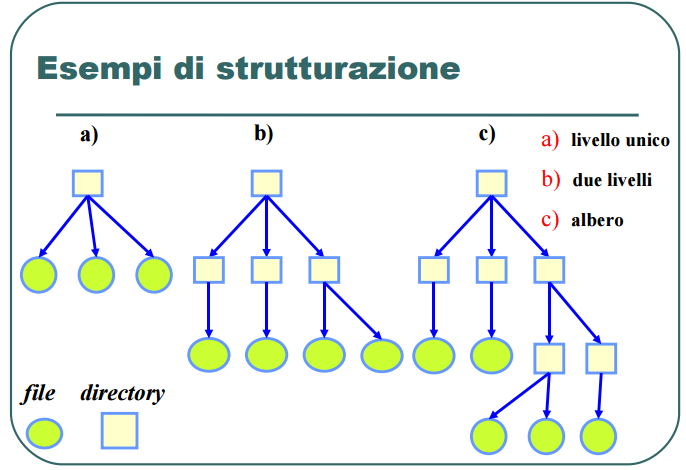 Esempi di strutturazione
a)
b)
c)
a) livello unico
b) due livelli
c) albero
file directory